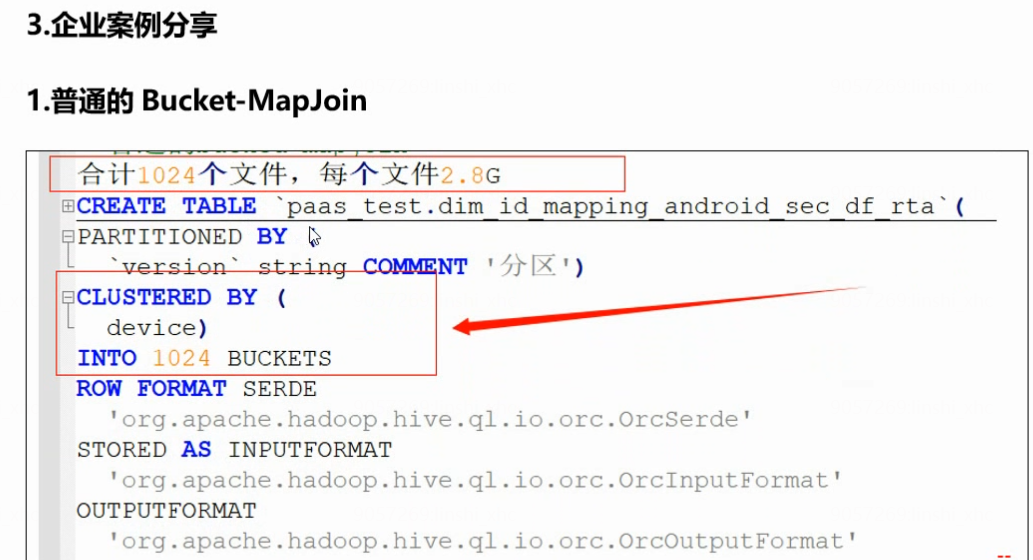 3.企业案例分享
1.普通的 Bucket-MapJoin
合计1024个文件，每个文件2.8G
CREATE TABLE `paas_test.dim_id_mapping_android_sec_df_rta`(
PARTITIONED BY
`version` string COMMENT '分区')
CLUSTERED BY (
device)
INTO 1024 BUCKETS
ROW FORMAT SERDE
'org.apache.hadoop.hive.ql.io.orc.OrcSerde'
STORED AS INPUTFORMAT
'org.apache.hadoop.hive.ql.io.orc.OrcInputFormat'
OUTPUTFORMAT
'org.apache.hadoop.hive.ql.io.orc.OrcOutputFormat'